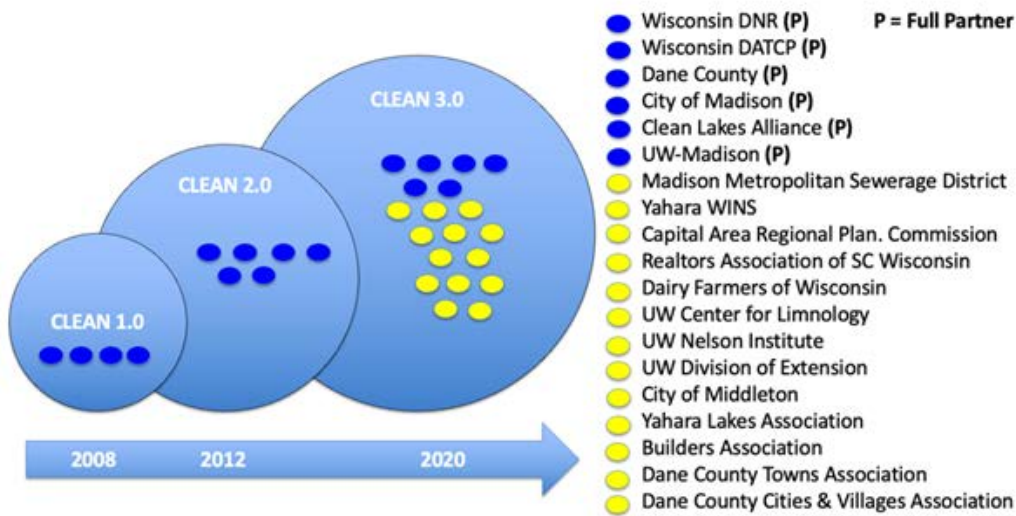 Wisconsin DNR (P) P = Full Partner
Wisconsin DATCP (P)
Dane County (P)
City of Madison (P)
Clean Lakes Alliance (P)
UW-Madison (P)
Madison Metropolitan Sewerage District
Yahara WINS
Capital Area Regional Plan. Commission
Realtors Association of SC Wisconsin
Dairy Farmers of Wisconsin
UW Center for Limnology
UW Nelson Institute
UW Division of Extension
City of Middleton
Yahara Lakes Association
Builders Association
Dane County Towns Association
Dane County Cities & Villages Association
CLEAN 3.0
CLEAN 2.0
CLEAN 1.0
2008 2012 2020